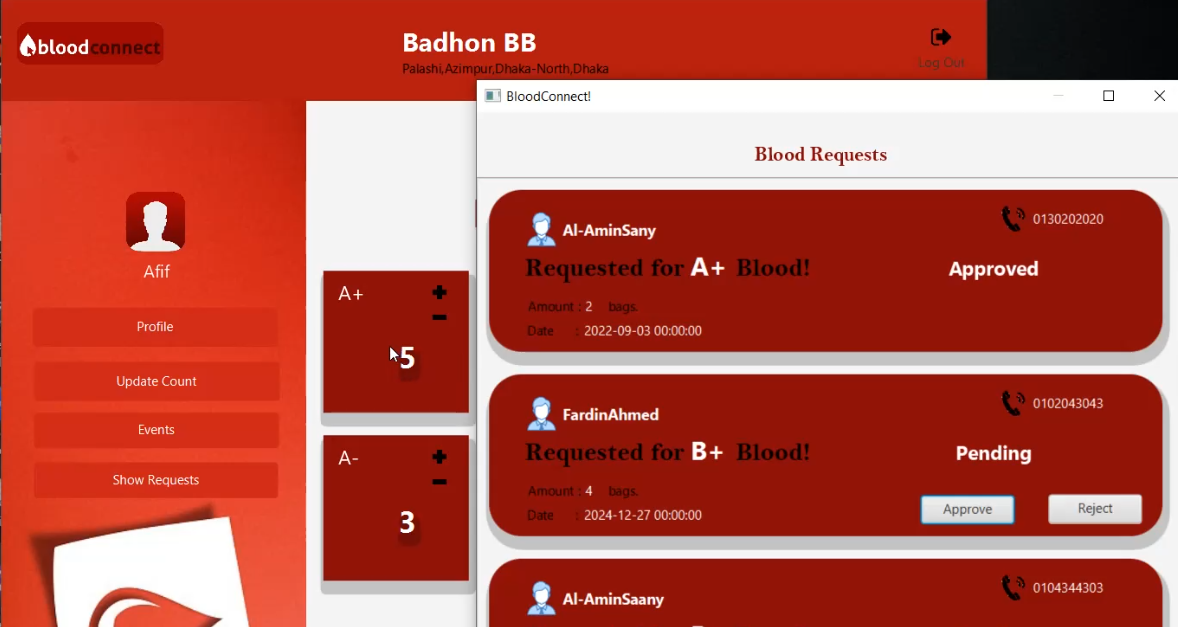 bloodconnect
Badhon BB
Palashi,Azimpur,Dhaka-North,Dhaka
Log Out
Afif
Profile
Update Count
Events
Show Requests
A+
5
A-
3
BloodConnect!
Blood Requests
Al-AminSany
0130202020
Requested for A+ Blood!
Approved
Amount : 2 bags.
Date : 2022-09-03 00:00:00
FardinAhmed
0102043043
Requested for B+ Blood!
Pending
Amount : 4 bags.
Date : 2024-12-27 00:00:00
Approve
Reject
Al-AminSaany
0104344303